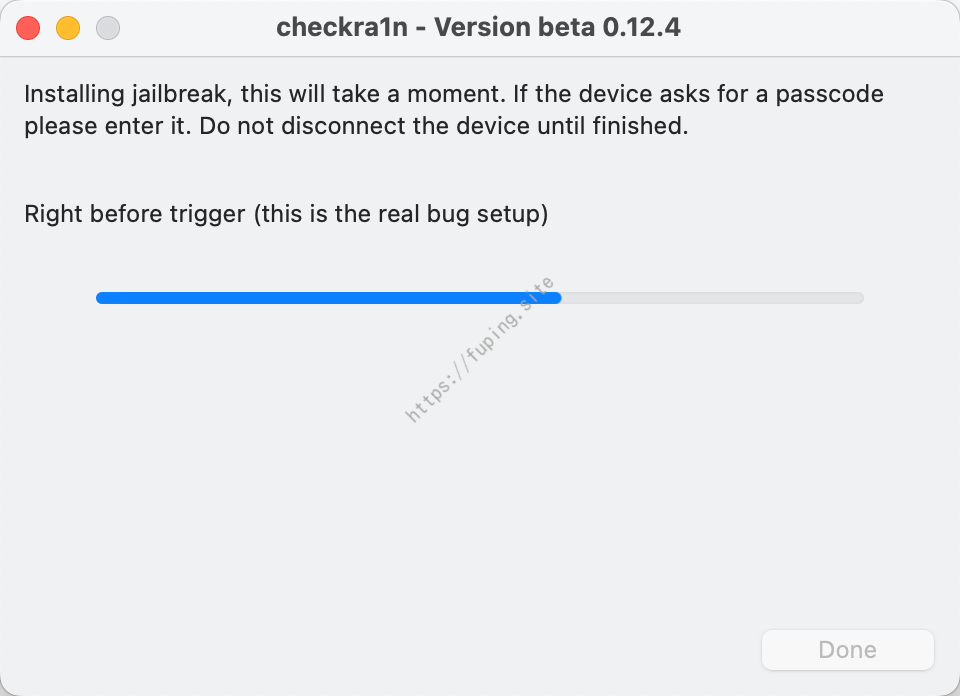 checkra1n - Version beta 0.12.4
Installing jailbreak, this will take a moment. If the device asks for a passcode
please enter it. Do not disconnect the device until finished.
Right before trigger (this is the real bug setup)
https://fuping.site
Done